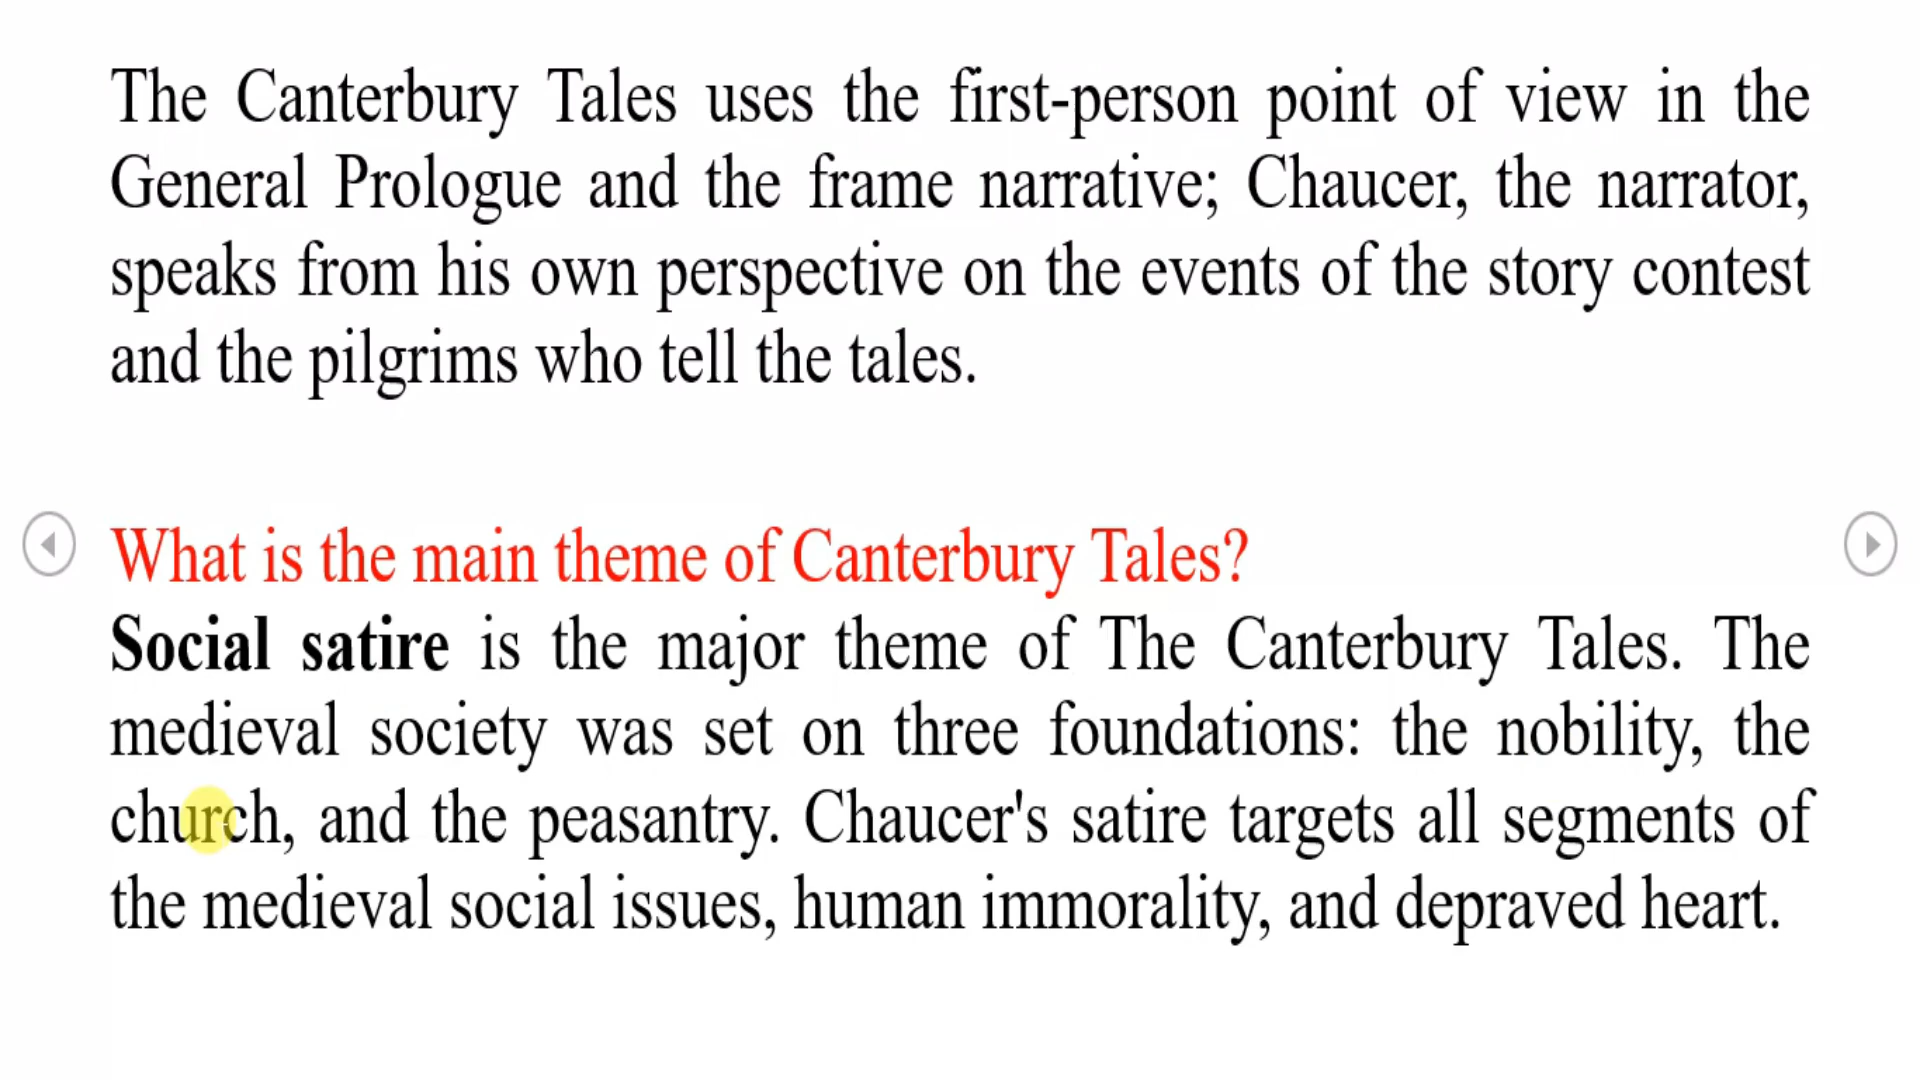 The Canterbury Tales uses the first-person point of view in the
General Prologue and the frame narrative; Chaucer, the narrator,
speaks from his own perspective on the events of the story contest
and the pilgrims who tell the tales.
What is the main theme of Canterbury Tales?
Social satire is the major theme of The Canterbury Tales. The
medieval society was set on three foundations: the nobility, the
church, and the peasantry. Chaucer's satire targets all segments of
the medieval social issues, human immorality, and depraved heart.